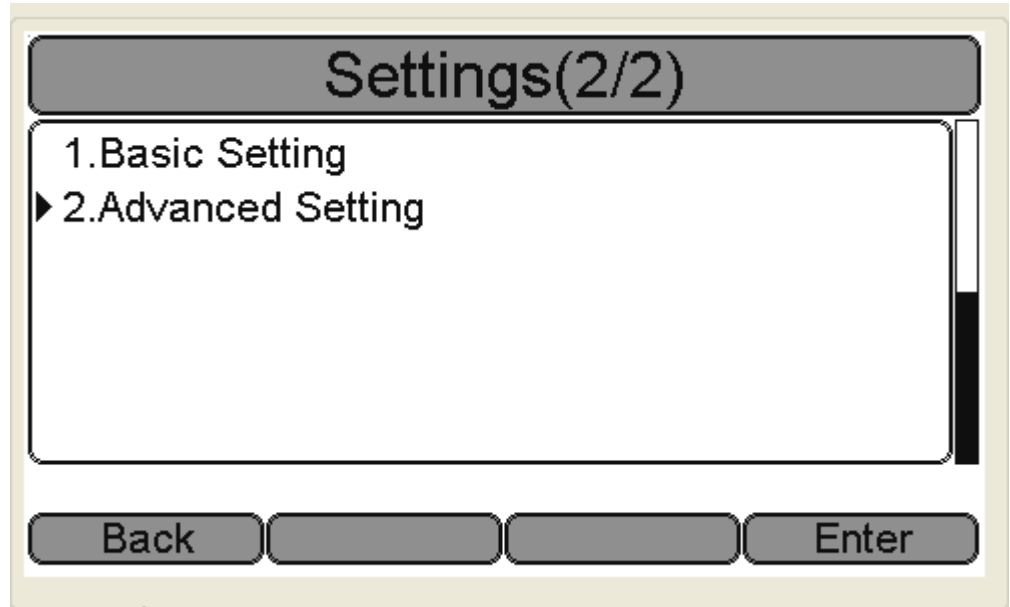 Settings(2/2)
1.Basic Setting
2.Advanced Setting
Back
Enter